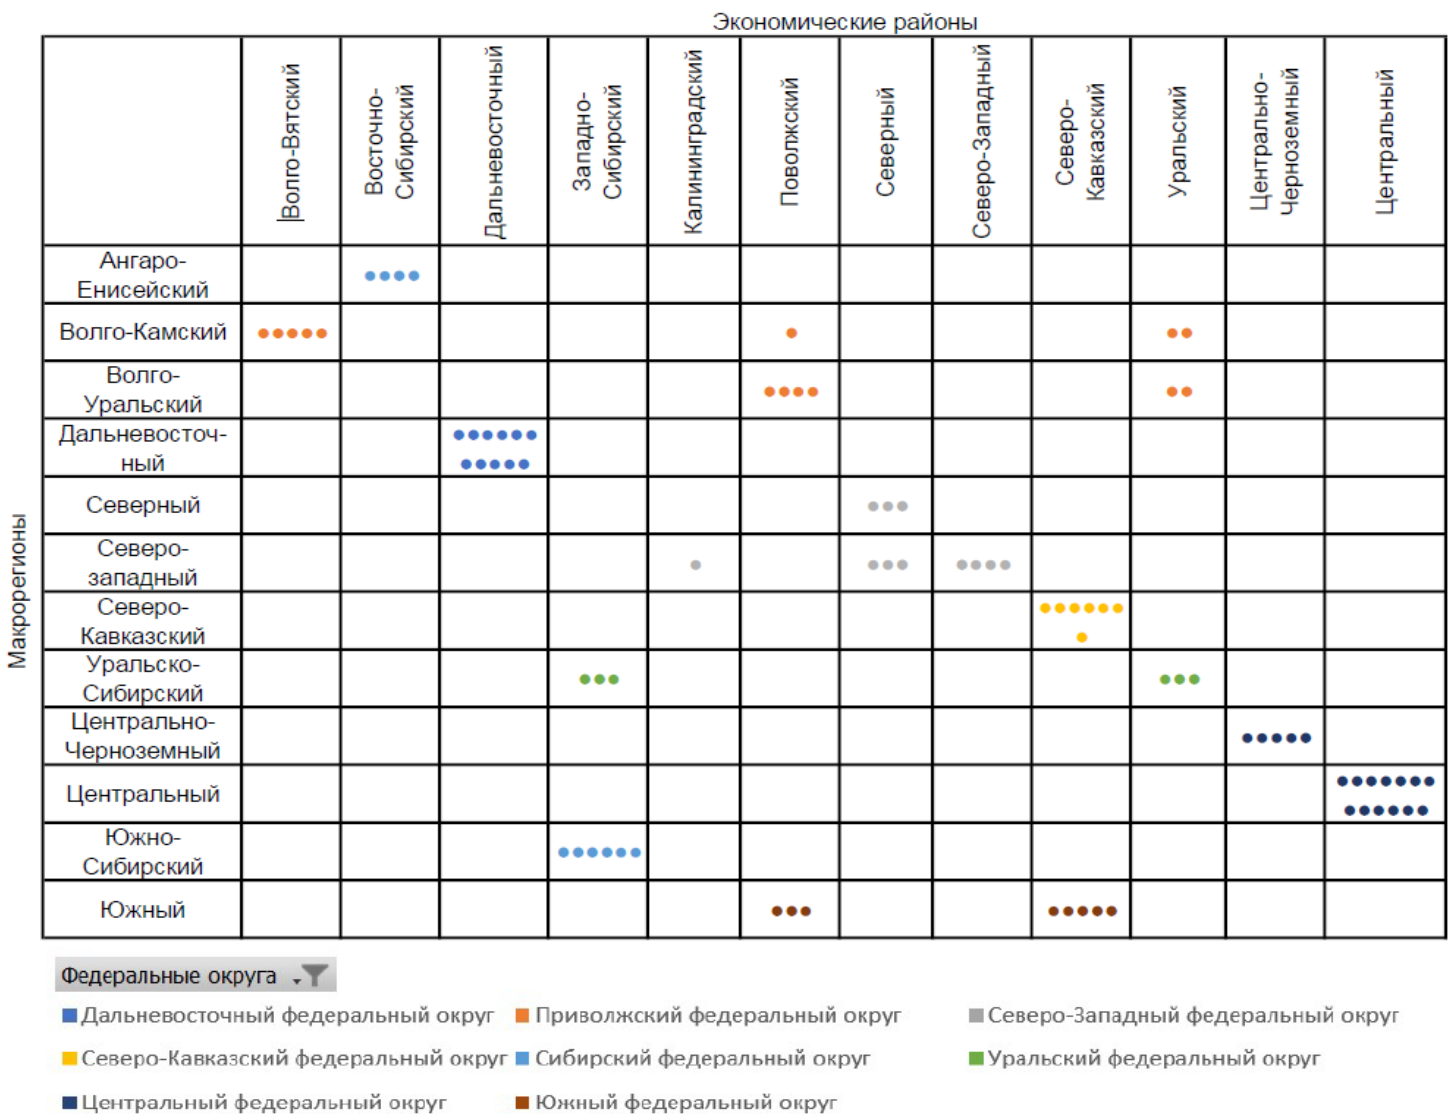 Экономические районы
Волго-Вятский
Восточно-
Сибирский
Дальневосточный
Западно-
Сибирский
Калининградский
Поволжский
Северный
Северо-Западный
Северо-
Кавказский
Уральский
Центрально-
Черноземный
Центральный
Макрорегионы
Ангаро-
Енисейский
Волго-Камский
Волго-
Уральский
Дальневосточ-
ный
Северный
Северо-
западный
Северо-
Кавказский
Уральско-
Сибирский
Центрально-
Черноземный
Центральный
Южно-
Сибирский
Южный
Федеральные округа
Дальневосточный федеральный округ
Приволжский федеральный округ
Северо-Западный федеральный округ
Северо-Кавказский федеральный округ
Сибирский федеральный округ
Уральский федеральный округ
Центральный федеральный округ
Южный федеральный округ